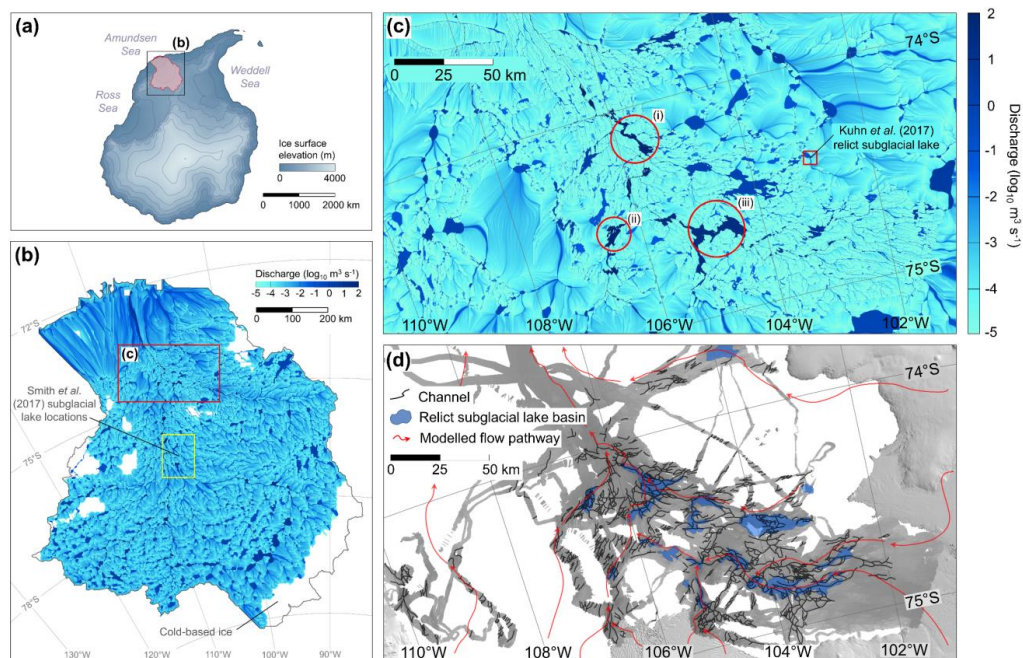 (a)
Amundsen
Sea
(b)
Weddell
Sea
Ross
Sea
Ice surface
elevation (m)
0 4000
0 1000 2000 km
(b)
Discharge (log10 m³ s⁻¹)
-5 -4 -3 -2 -1 0 1 2
0 100 200 km
72°S
(c)
Smith et al.
(2017) subglacial
lake locations
75°S
78°S
Cold-based ice
130°W 120°W 110°W 100°W 90°W
(c)
0 25 50 km
74°S
(i)
Kuhn et al. (2017)
relict subglacial lake
(ii)
(iii)
75°S
110°W 108°W 106°W 104°W 102°W
2
1
0
-1
-2
-3
-4
-5
Discharge (log10 m³ s⁻¹)
(d)
74°S
Channel
Relict subglacial lake basin
Modelled flow pathway
0 25 50 km
75°S
110°W 108°W 106°W 104°W 102°W